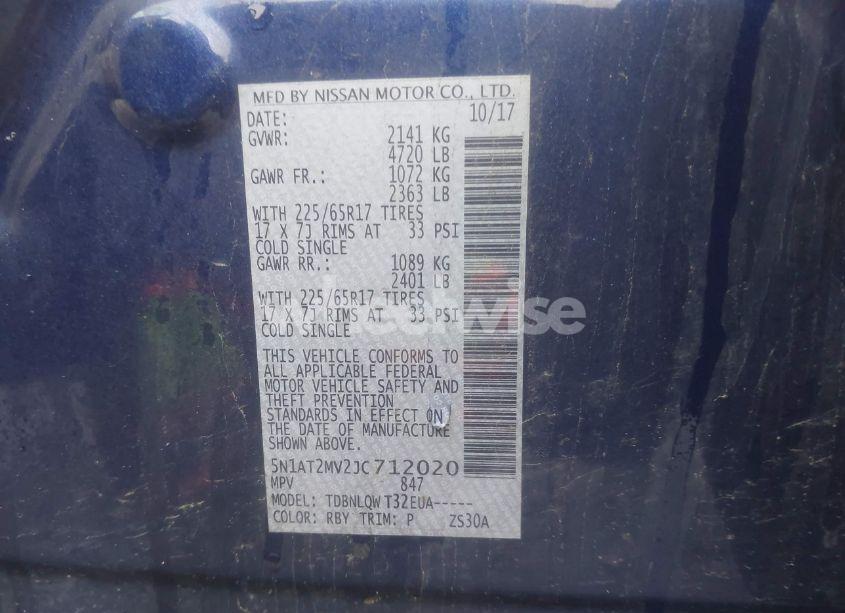 MFD BY NISSAN MOTOR CO., LTD.
DATE: 10/17
GVWR: 2141 KG
4720 LB
GAWR FR.: 1072 KG
2363 LB
WITH 225/65R17 TIRES
17 X 7J RIMS AT 33 PSI
COLD SINGLE
GAWR RR.: 1089 KG
2401 LB
WITH 225/65R17 TIRES
17 X 7J RIMS AT 33 PSI
COLD SINGLE
THIS VEHICLE CONFORMS TO
ALL APPLICABLE FEDERAL
MOTOR VEHICLE SAFETY AND
THEFT PREVENTION
STANDARDS IN EFFECT ON
THE DATE OF MANUFACTURE
SHOWN ABOVE.
5N1AT2MV2JC712020
MPV 847
MODEL: TDBNLQW T32EUA-----
COLOR: RBY TRIM: P ZS30A